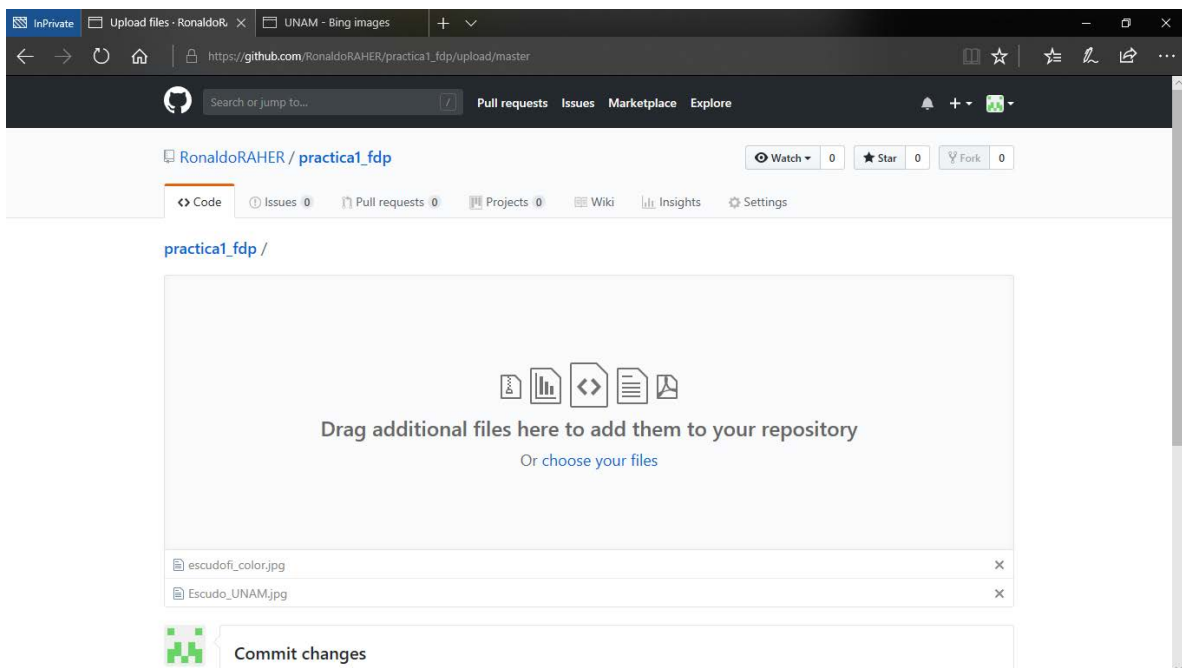 InPrivate Upload files · RonaldoR. UNAM - Bing images
https://github.com/RonaldoRAHER/practica1_fdp/upload/master
Search or jump to... / Pull requests Issues Marketplace Explore
RonaldoRAHER / practica1_fdp Watch 0 Star 0 Fork 0
Code Issues 0 Pull requests 0 Projects 0 Wiki Insights Settings
practica1_fdp /
Drag additional files here to add them to your repository
Or choose your files
escudofi_color.jpg
Escudo_UNAM.jpg
Commit changes